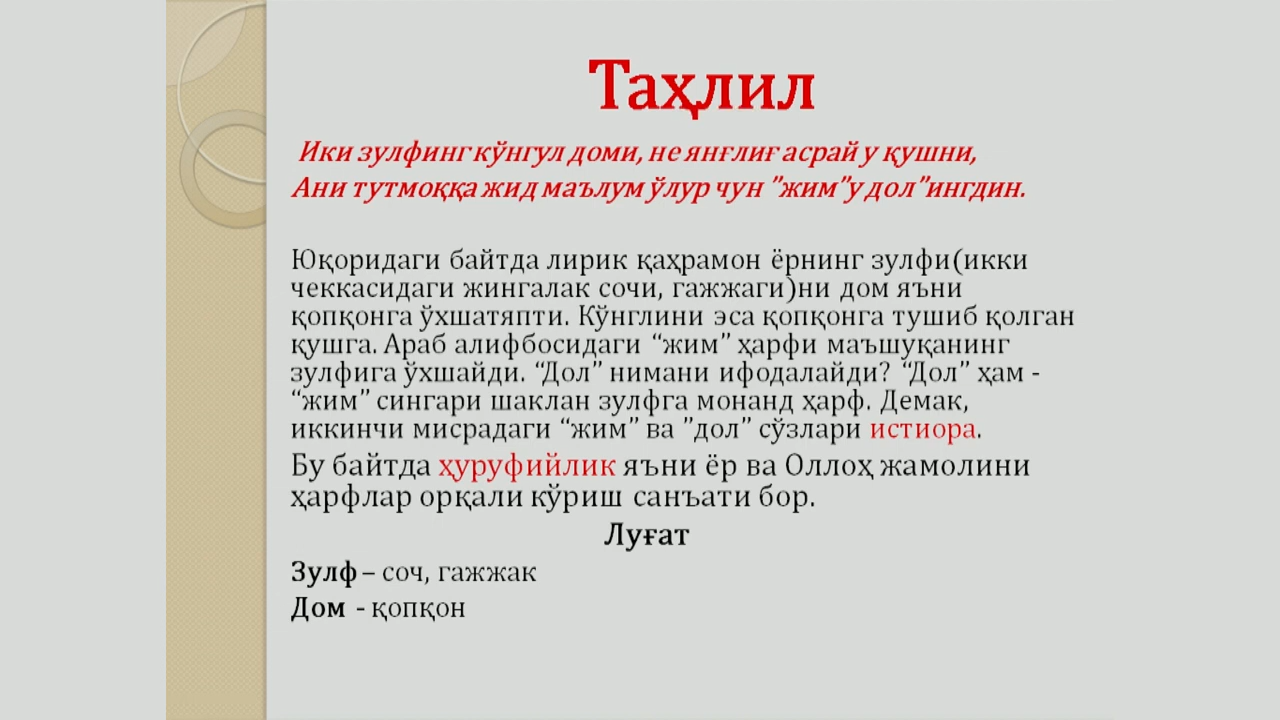 Таҳлил
Ики зулфинг кўнгул доми, не янғлиғ асрай у қушни,
Ани тутмоққа жид маълум ўлур чун ”жим”у дол”ингдин.
Юқоридаги байтда лирик қаҳрамон ёрнинг зулфи(икки
чеккасидаги жингалак сочи, гажжаги)ни дом яъни
қопқонга ўхшатяпти. Кўнглини эса қопқонга тушиб қолган
қушга. Араб алифбосидаги “жим” ҳарфи маъшуқанинг
зулфига ўхшайди. “Дол” нимани ифодалайди? “Дол” ҳам -
“жим” сингари шаклан зулфга монанд ҳарф. Демак,
иккинчи мисрадаги “жим” ва ”дол” сўзлари истиора.
Бу байтда ҳуруфийлик яъни ёр ва Оллоҳ жамолини
ҳарфлар орқали кўриш санъати бор.
Луғат
Зулф – соч, гажжак
Дом - қопқон